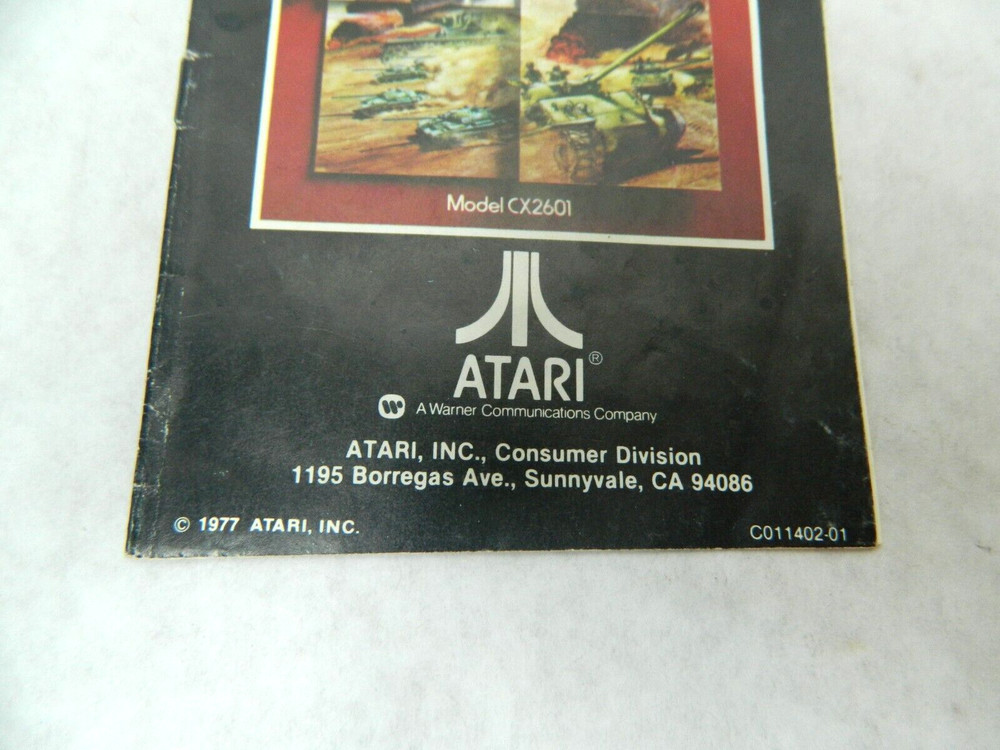 Model CX2601
ATARI®
W A Warner Communications Company
ATARI, INC., Consumer Division
1195 Borregas Ave., Sunnyvale, CA 94086
© 1977 ATARI, INC.
C011402-01